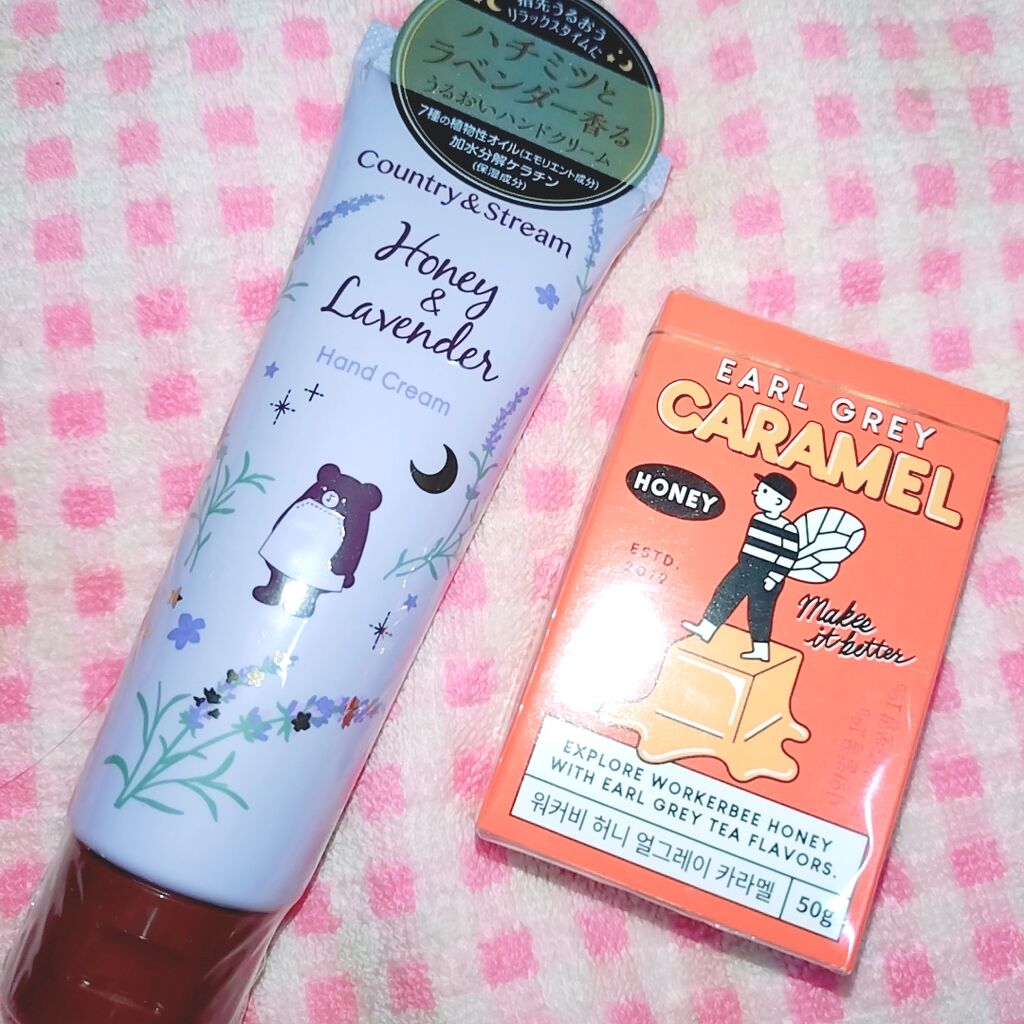 指先うるおう
リラックスタイムに
ハチミツと
ラベンダー香る
うるおいハンドクリーム
7種の植物性オイル(エモリエント成分)
加水分解ケラチン
(保湿成分)
Country&Stream
Honey
&
Lavender
Hand Cream
EARL GREY
CARAMEL
HONEY
ESTD.
Makee
it better
EXPLORE WORKERBEE HONEY
WITH EARL GREY TEA FLAVORS.
워커비 허니 얼그레이 카라멜
50g